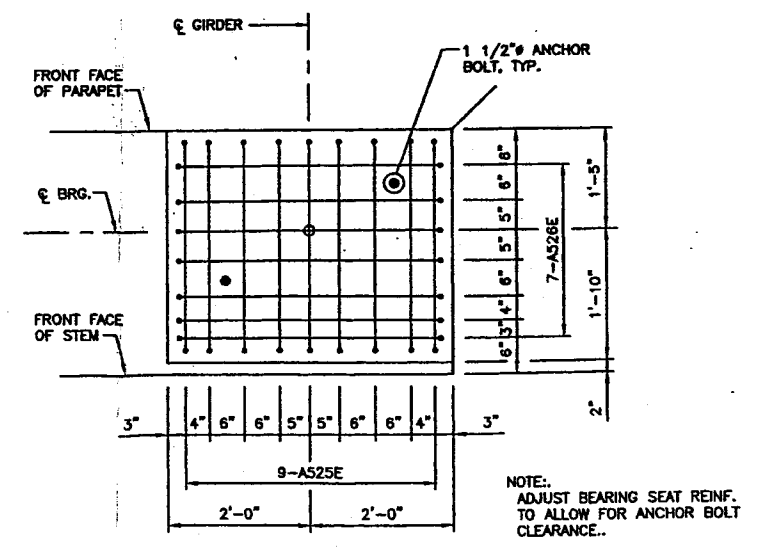 ℄ GIRDER
1 1/2"ø ANCHOR
BOLT, TYP.
FRONT FACE
OF PARAPET
℄ BRG.
FRONT FACE
OF STEM
6"
6"
5"
5"
6"
4"
3"
6"
7-A526E
1'-5"
1'-10"
2"
3"
4"
6"
6"
5"
5"
6"
6"
4"
3"
9-A525E
2'-0"
2'-0"
NOTE:.
ADJUST BEARING SEAT REINF.
TO ALLOW FOR ANCHOR BOLT
CLEARANCE..